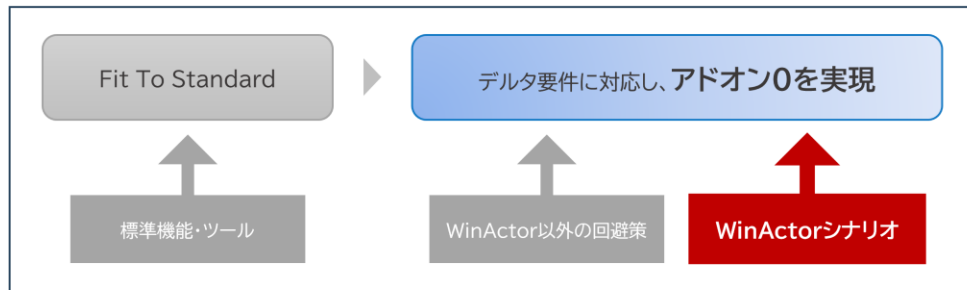 Fit To Standard
デルタ要件に対応し、アドオン0を実現
標準機能・ツール
WinActor以外の回避策
WinActorシナリオ